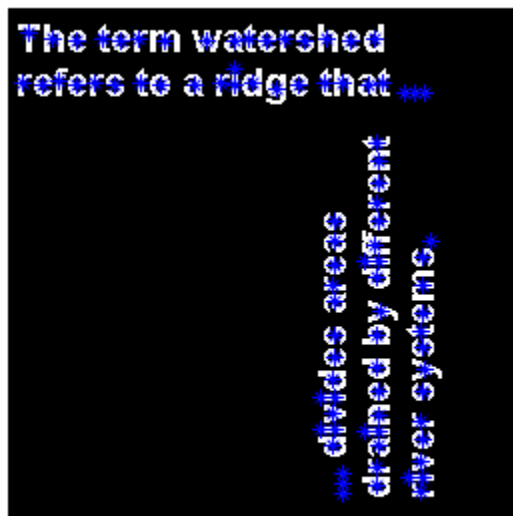 The term watershed
refers to a ridge that ...
... divides areas
drained by different
river systems.